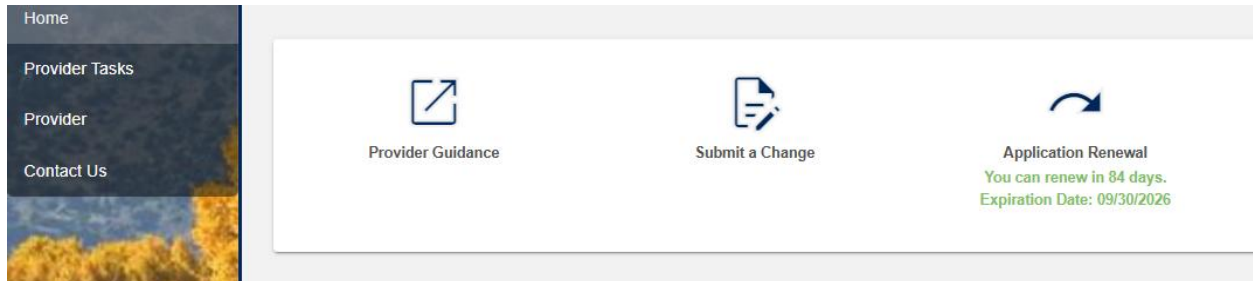 Home
Provider Tasks
Provider
Contact Us
Provider Guidance
Submit a Change
Application Renewal
You can renew in 84 days.
Expiration Date: 09/30/2026